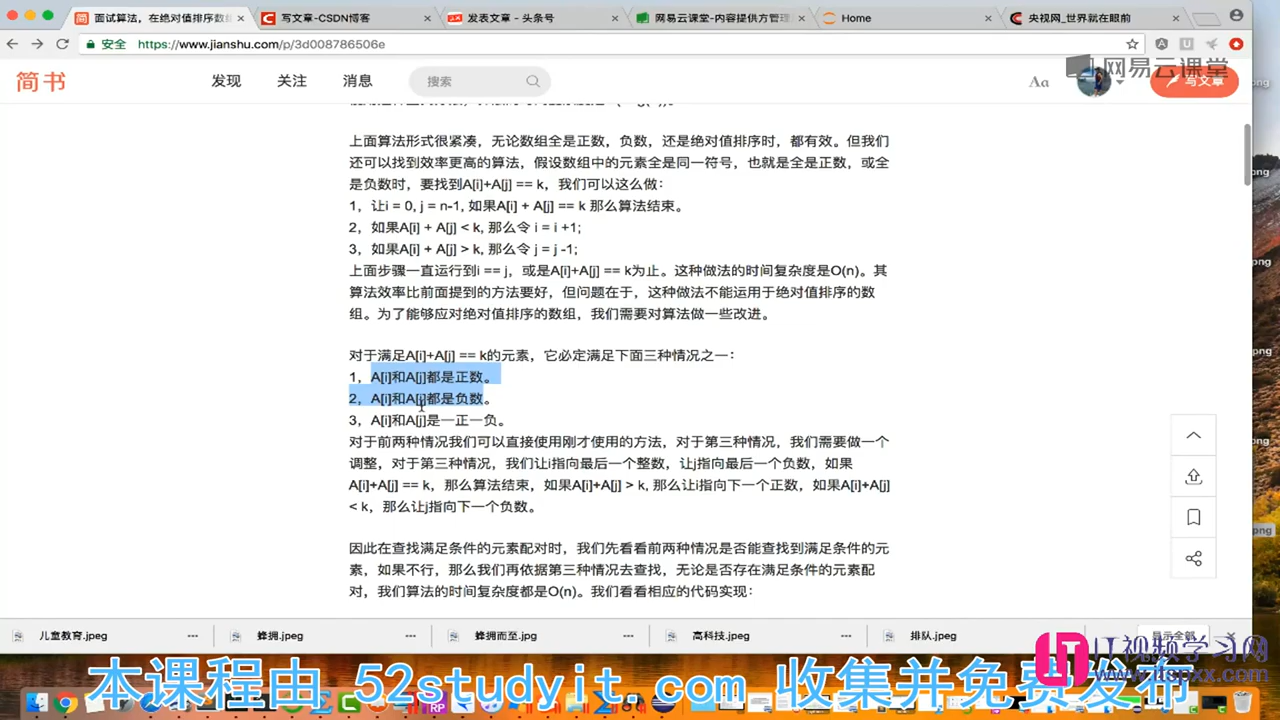 面试算法，在绝对值排序数组
写文章-CSDN博客
发表文章 - 头条号
网易云课堂-内容提供方管理
Home
央视网_世界就在眼前
安全
https://www.jianshu.com/p/3d008786506e
简书
发现
关注
消息
搜索
Aa
写文章
网易云课堂
上面算法形式很紧凑，无论数组全是正数，负数，还是绝对值排序时，都有效。但我们
还可以找到效率更高的算法，假设数组中的元素全是同一符号，也就是全是正数，或全
是负数时，要找到A[i]+A[j] == k，我们可以这么做：
1，让i = 0, j = n-1, 如果A[i] + A[j] == k 那么算法结束。
2，如果A[i] + A[j] < k, 那么令 i = i +1;
3，如果A[i] + A[j] > k, 那么令 j = j -1;
上面步骤一直运行到i == j，或是A[i]+A[j] == k为止。这种做法的时间复杂度是O(n)。其
算法效率比前面提到的方法要好，但问题在于，这种做法不能运用于绝对值排序的数
组。为了能够应对绝对值排序的数组，我们需要对算法做一些改进。
对于满足A[i]+A[j] == k的元素，它必定满足下面三种情况之一：
1，A[i]和A[j]都是正数。
2，A[i]和A[j]都是负数。
3，A[i]和A[j]是一正一负。
对于前两种情况我们可以直接使用刚才使用的方法，对于第三种情况，我们需要做一个
调整，对于第三种情况，我们让i指向最后一个整数，让j指向最后一个负数，如果
A[i]+A[j] == k，那么算法结束，如果A[i]+A[j] > k, 那么让i指向下一个正数，如果A[i]+A[j]
< k，那么让j指向下一个负数。
因此在查找满足条件的元素配对时，我们先看看前两种情况是否能查找到满足条件的元
素，如果不行，那么我们再依据第三种情况去查找，无论是否存在满足条件的元素配
对，我们算法的时间复杂度都是O(n)。我们看看相应的代码实现：
png
png
png
png
png
png
儿童教育.jpeg
蜂拥.jpeg
蜂拥而至.jpg
高科技.jpeg
排队.jpeg
显示全部
IT视频学习网
本课程由 52studyit.com 收集并免费发布